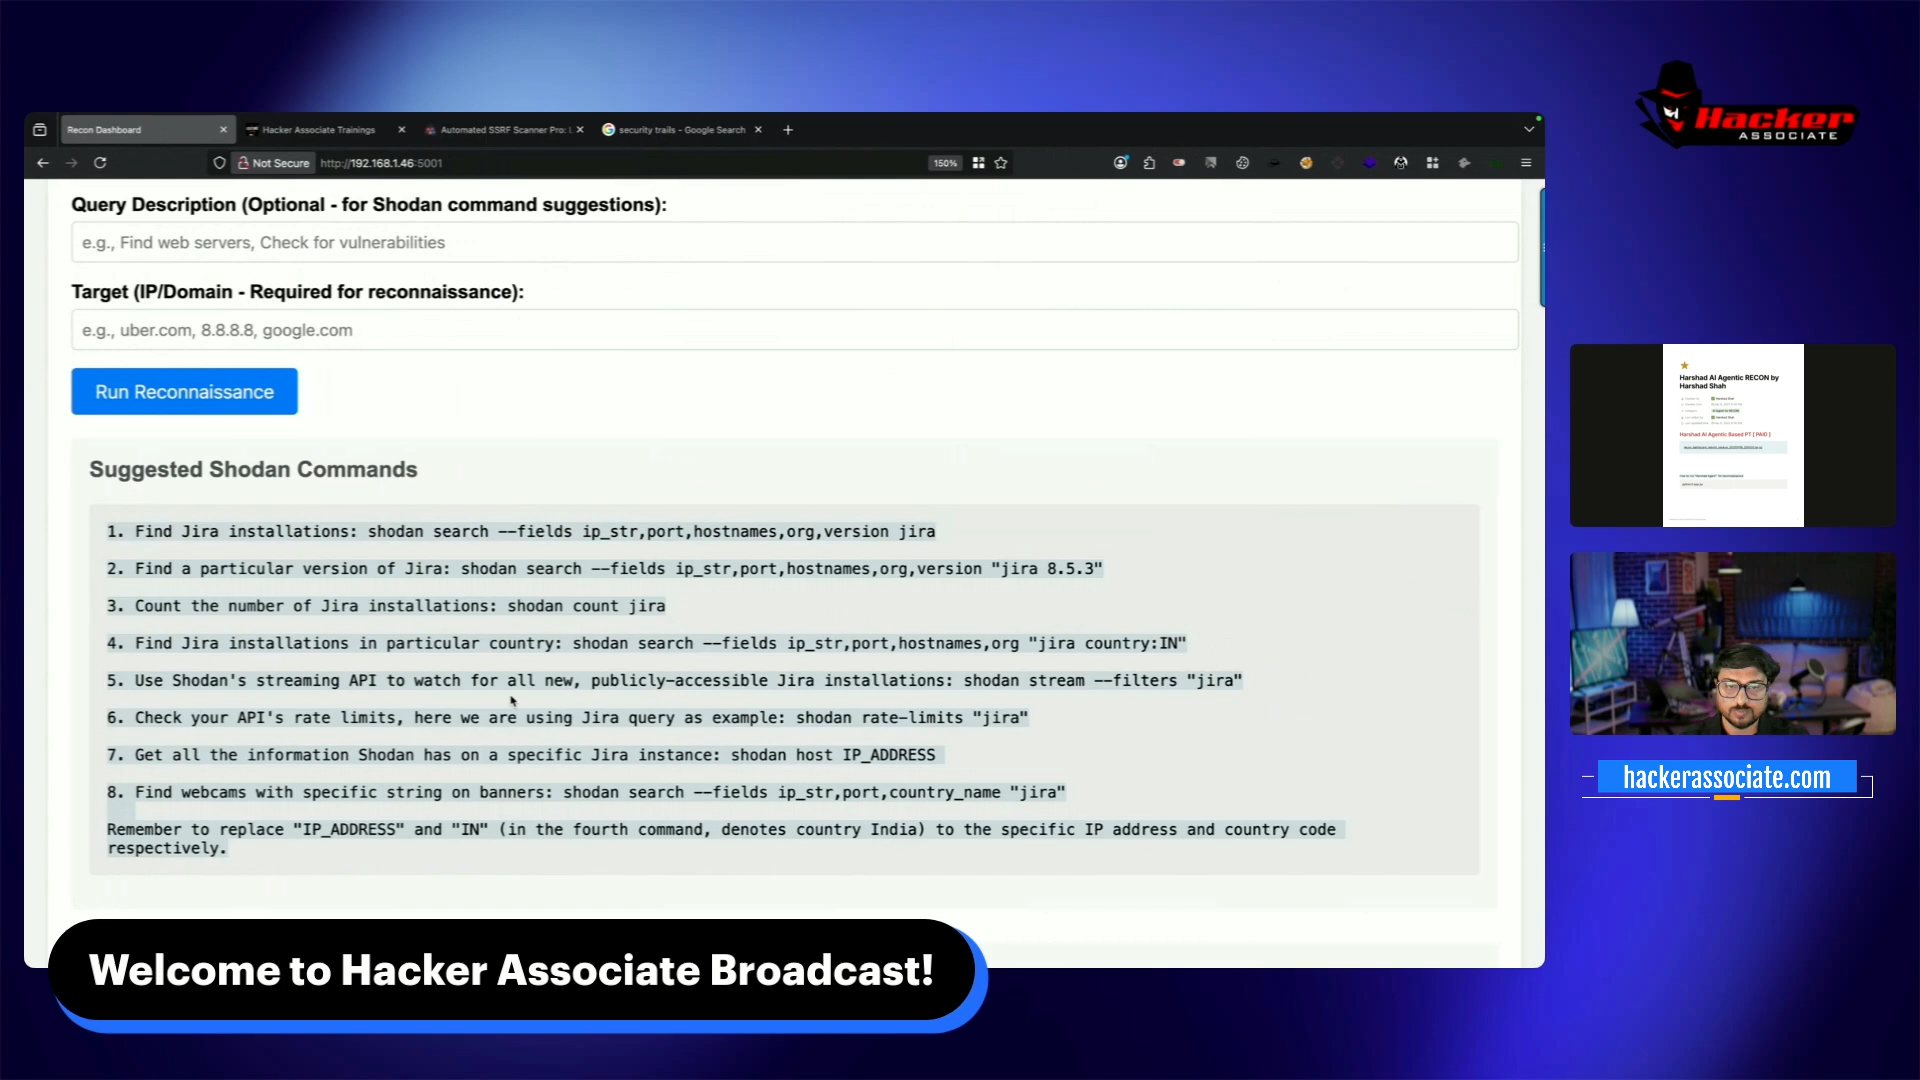 Hacker
ASSOCIATE
Recon Dashboard
Hacker Associate Trainings
Automated SSRF Scanner Pro: I.
security trails - Google Search
Not Secure
http://192.168.1.46:5001
150%
Query Description (Optional - for Shodan command suggestions):
e.g., Find web servers, Check for vulnerabilities
Target (IP/Domain - Required for reconnaissance):
e.g., uber.com, 8.8.8.8, google.com
Run Reconnaissance
Suggested Shodan Commands
1. Find Jira installations: shodan search --fields ip_str,port,hostnames,org,version jira
2. Find a particular version of Jira: shodan search --fields ip_str,port,hostnames,org,version "jira 8.5.3"
3. Count the number of Jira installations: shodan count jira
4. Find Jira installations in particular country: shodan search --fields ip_str,port,hostnames,org "jira country:IN"
5. Use Shodan's streaming API to watch for all new, publicly-accessible Jira installations: shodan stream --filters "jira"
6. Check your API's rate limits, here we are using Jira query as example: shodan rate-limits "jira"
7. Get all the information Shodan has on a specific Jira instance: shodan host IP_ADDRESS
8. Find webcams with specific string on banners: shodan search --fields ip_str,port,country_name "jira"
Remember to replace "IP_ADDRESS" and "IN" (in the fourth command, denotes country India) to the specific IP address and country code
respectively.
Harshad AI Agentic RECON by
Harshad Shah
Harshad AI Agentic Based PT [ PAID ]
hackerassociate.com
Welcome to Hacker Associate Broadcast!